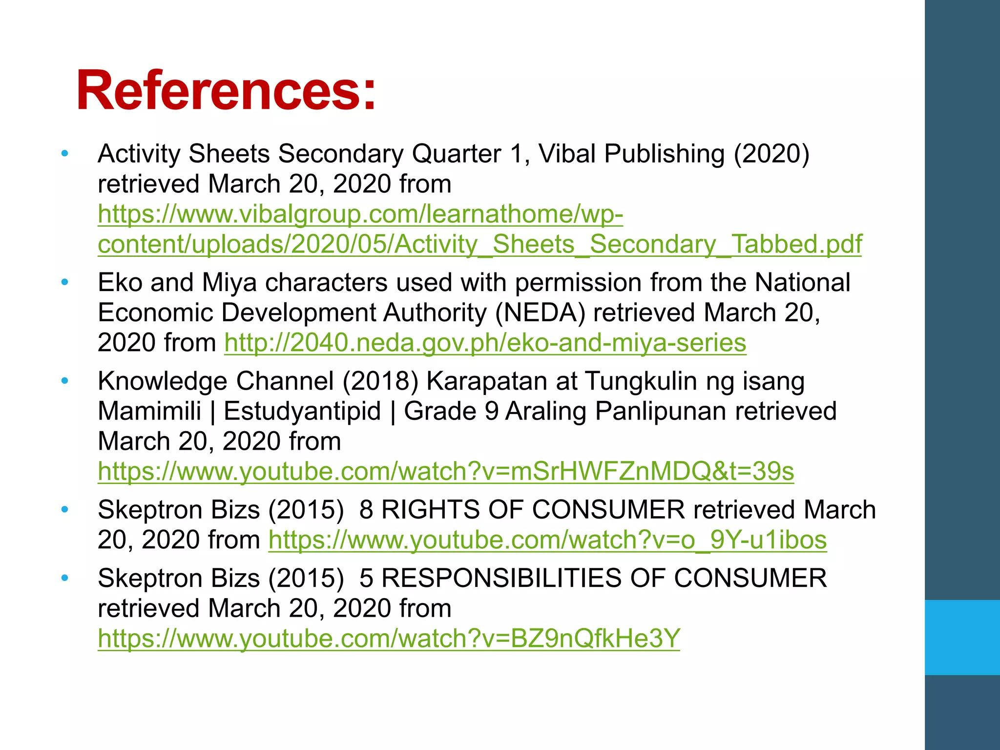 References:
• Activity Sheets Secondary Quarter 1, Vibal Publishing (2020)
retrieved March 20, 2020 from
https://www.vibalgroup.com/learnathome/wp-
content/uploads/2020/05/Activity_Sheets_Secondary_Tabbed.pdf
• Eko and Miya characters used with permission from the National
Economic Development Authority (NEDA) retrieved March 20,
2020 from http://2040.neda.gov.ph/eko-and-miya-series
• Knowledge Channel (2018) Karapatan at Tungkulin ng isang
Mamimili | Estudyantipid | Grade 9 Araling Panlipunan retrieved
March 20, 2020 from
https://www.youtube.com/watch?v=mSrHWFZnMDQ&t=39s
• Skeptron Bizs (2015)  8 RIGHTS OF CONSUMER retrieved March
20, 2020 from https://www.youtube.com/watch?v=o_9Y-u1ibos
• Skeptron Bizs (2015)  5 RESPONSIBILITIES OF CONSUMER
retrieved March 20, 2020 from
https://www.youtube.com/watch?v=BZ9nQfkHe3Y